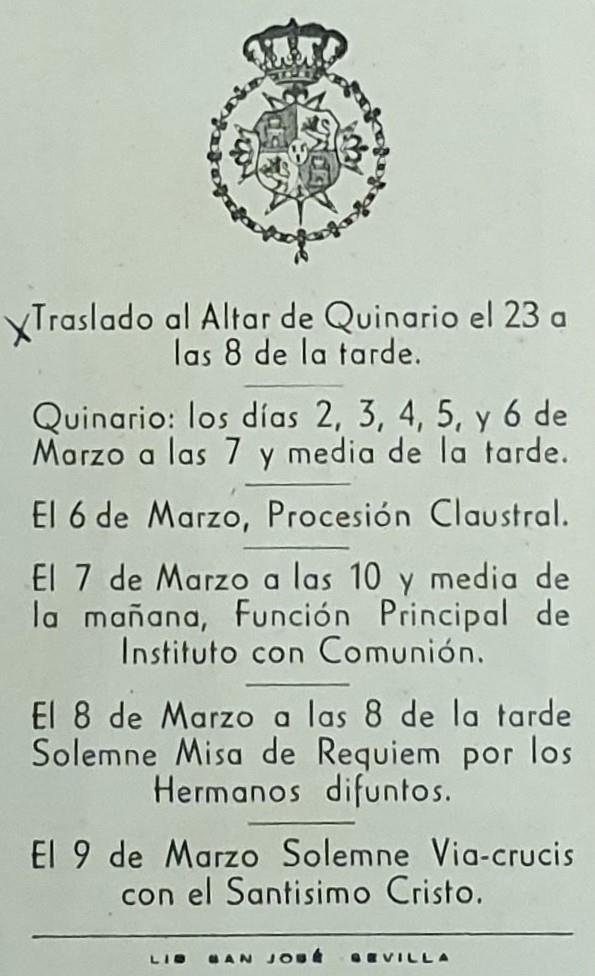 Traslado al Altar de Quinario el 23 a
las 8 de la tarde.
Quinario: los días 2, 3, 4, 5, y 6 de
Marzo a las 7 y media de la tarde.
El 6 de Marzo, Procesión Claustral.
El 7 de Marzo a las 10 y media de
la mañana, Función Principal de
Instituto con Comunión.
El 8 de Marzo a las 8 de la tarde
Solemne Misa de Requiem por los
Hermanos difuntos.
El 9 de Marzo Solemne Via-crucis
con el Santisimo Cristo.
LIB SAN JOSÉ SEVILLA